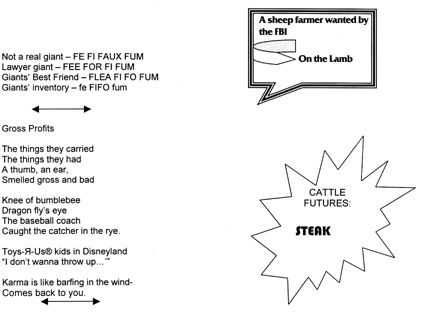 Not a real giant – FE FI FAUX FUM
Lawyer giant – FEE FOR FI FUM
Giants' Best Friend – FLEA FI FO FUM
Giants' inventory – fe FIFO fum
Gross Profits
The things they carried
The things they had
A thumb, an ear,
Smelled gross and bad
Knee of bumblebee
Dragon fly's eye
The baseball coach
Caught the catcher in the rye.
Toys-Я-Us® kids in Disneyland
"I don't wanna throw up…'"
Karma is like barfing in the wind-
Comes back to you.
A sheep farmer wanted by
the FBI
On the Lamb
CATTLE
FUTURES:
STEAK